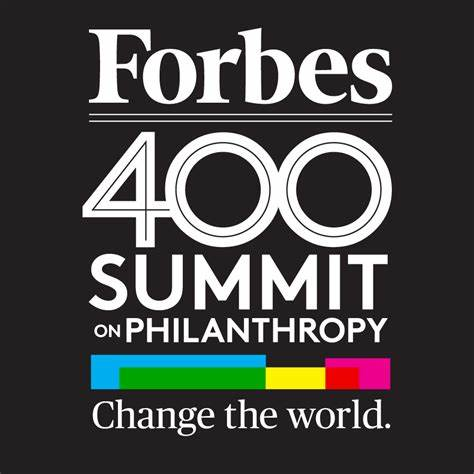 Forbes
400
SUMMIT
ON PHILANTHROPY
Change the world.